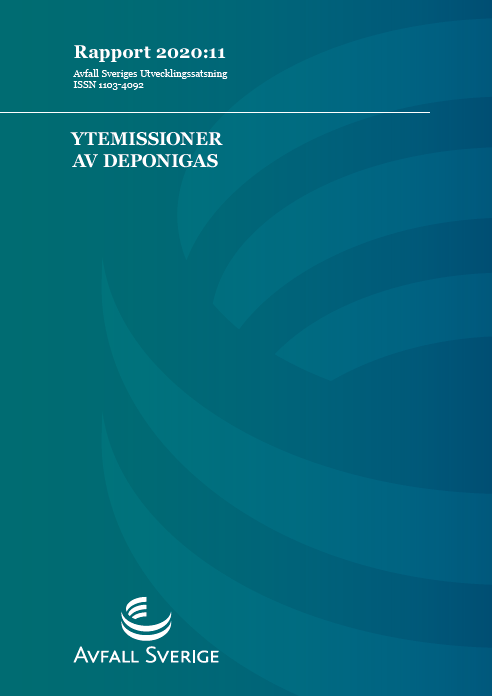 Rapport 2020:11
Avfall Sveriges Utvecklingssatsning
ISSN 1103-4092
YTEMISSIONER
AV DEPONIGAS
AVFALL SVERIGE